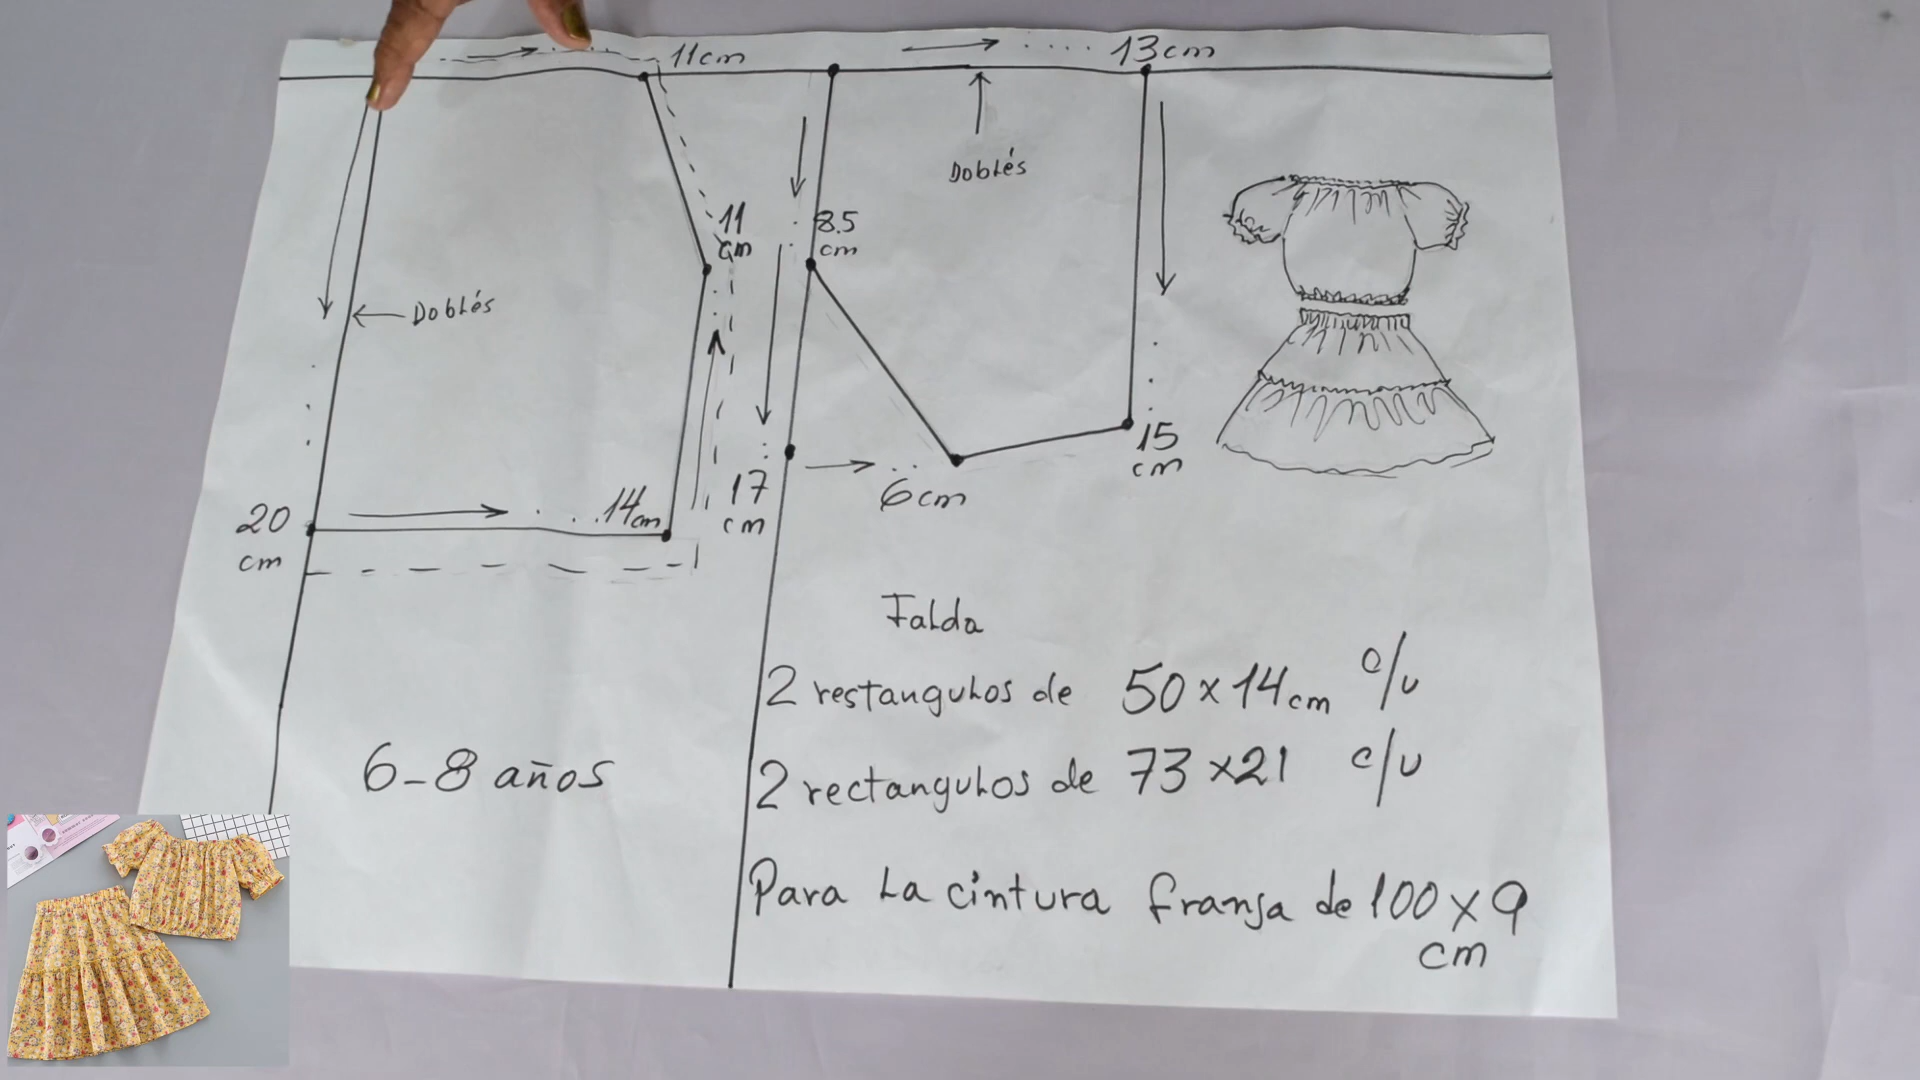 11cm
13cm
Doblés
11
cm
8.5
cm
Doblés
15
cm
20
cm
14cm
17
cm
6cm
Falda
2 restangulos de 50 x 14cm c/u
2 rectangulos de 73 x 21 c/u
6-8 años
Para La cintura franja de 100 x 9
cm